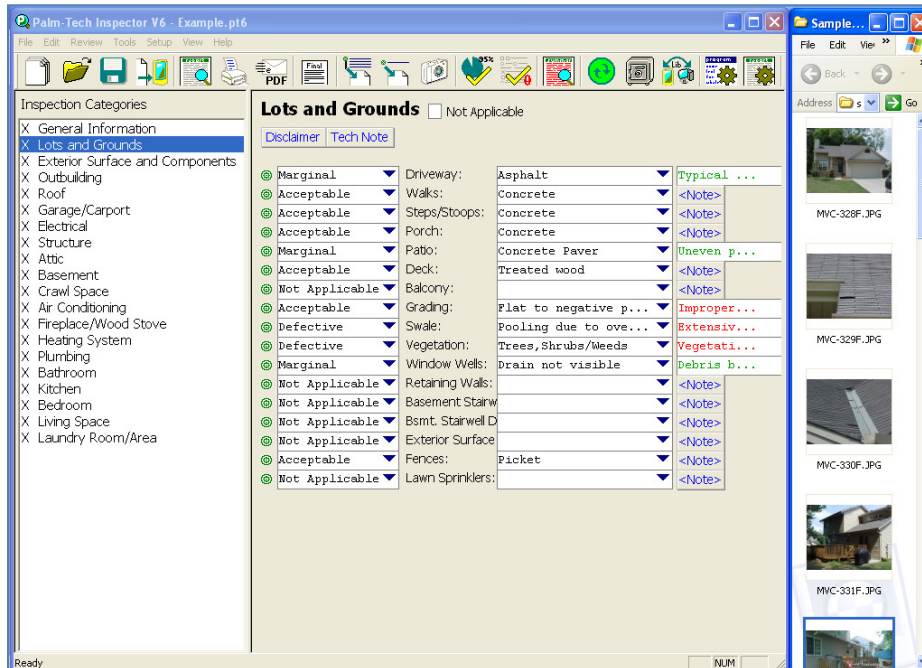 Palm-Tech Inspector V6 - Example.pt6
File Edit Review Tools Setup View Help
PDF Final 95% Lib program
Inspection Categories
X General Information
X Lots and Grounds
X Exterior Surface and Components
X Outbuilding
X Roof
X Garage/Carport
X Electrical
X Structure
X Attic
X Basement
X Crawl Space
X Air Conditioning
X Fireplace/Wood Stove
X Heating System
X Plumbing
X Bathroom
X Kitchen
X Bedroom
X Living Space
X Laundry Room/Area
Lots and Grounds Not Applicable
Disclaimer Tech Note
Marginal Driveway: Asphalt Typical ...
Acceptable Walks: Concrete <Note>
Acceptable Steps/Stoops: Concrete <Note>
Acceptable Porch: Concrete <Note>
Marginal Patio: Concrete Paver Uneven p...
Acceptable Deck: Treated wood <Note>
Not Applicable Balcony: <Note>
Acceptable Grading: Flat to negative p... Improper...
Defective Swale: Pooling due to ove... Extensiv...
Defective Vegetation: Trees,Shrubs/Weeds Vegetati...
Marginal Window Wells: Drain not visible Debris b...
Not Applicable Retaining Walls: <Note>
Not Applicable Basement Stairw <Note>
Not Applicable Bsmt. Stairwell D <Note>
Not Applicable Exterior Surface <Note>
Acceptable Fences: Picket <Note>
Not Applicable Lawn Sprinklers: <Note>
Ready NUM
Sample...
File Edit Vie »
Back
Address s Go
MVC-328F.JPG
MVC-329F.JPG
MVC-330F.JPG
MVC-331F.JPG